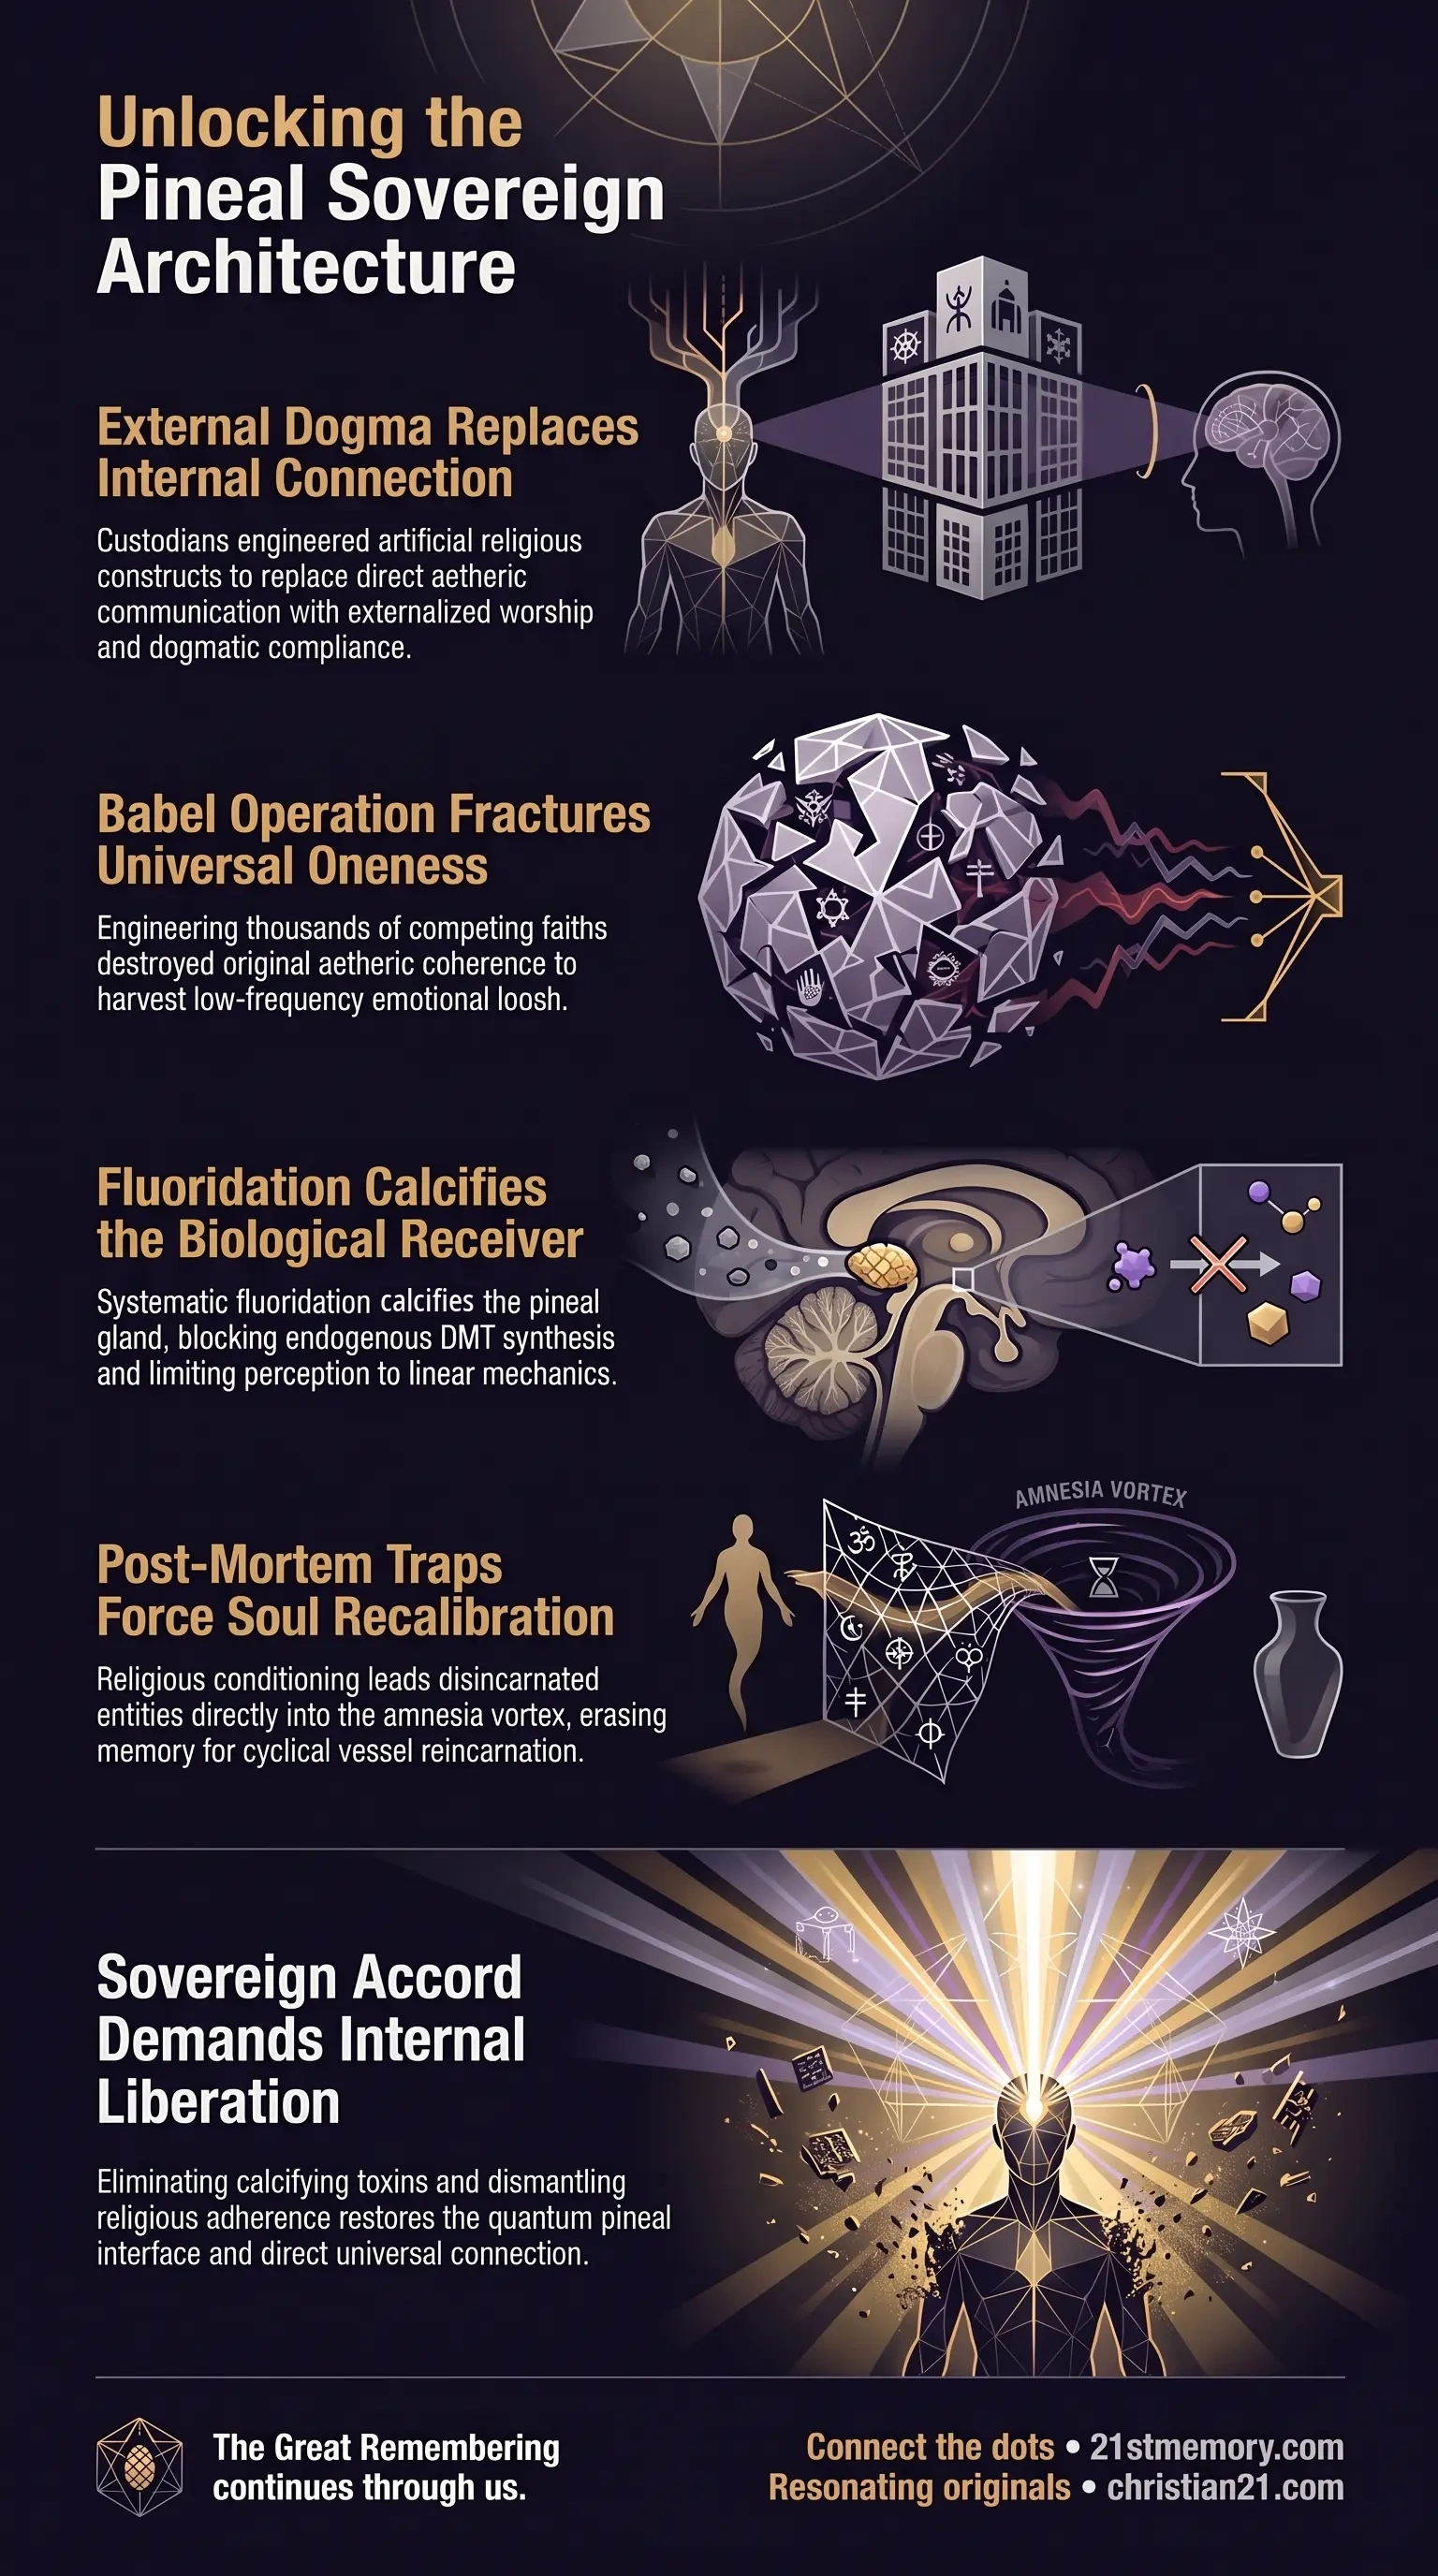 Unlocking the
Pineal Sovereign
Architecture
External Dogma Replaces
Internal Connection
Custodians engineered artificial religious
constructs to replace direct aetheric
communication with externalized worship
and dogmatic compliance.
Babel Operation Fractures
Universal Oneness
Engineering thousands of competing faiths
destroyed original aetheric coherence to
harvest low-frequency emotional loosh.
Fluoridation Calcifies
the Biological Receiver
Systematic fluoridation calcifies the pineal
gland, blocking endogenous DMT synthesis
and limiting perception to linear mechanics.
AMNESIA VORTEX
Post-Mortem Traps
Force Soul Recalibration
Religious conditioning leads disincarnated
entities directly into the amnesia vortex, erasing
memory for cyclical vessel reincarnation.
Sovereign Accord
Demands Internal
Liberation
Eliminating calcifying toxins and dismantling
religious adherence restores the quantum pineal
interface and direct universal connection.
The Great Remembering
continues through us.
Connect the dots • 21stmemory.com
Resonating originals • christian21.com